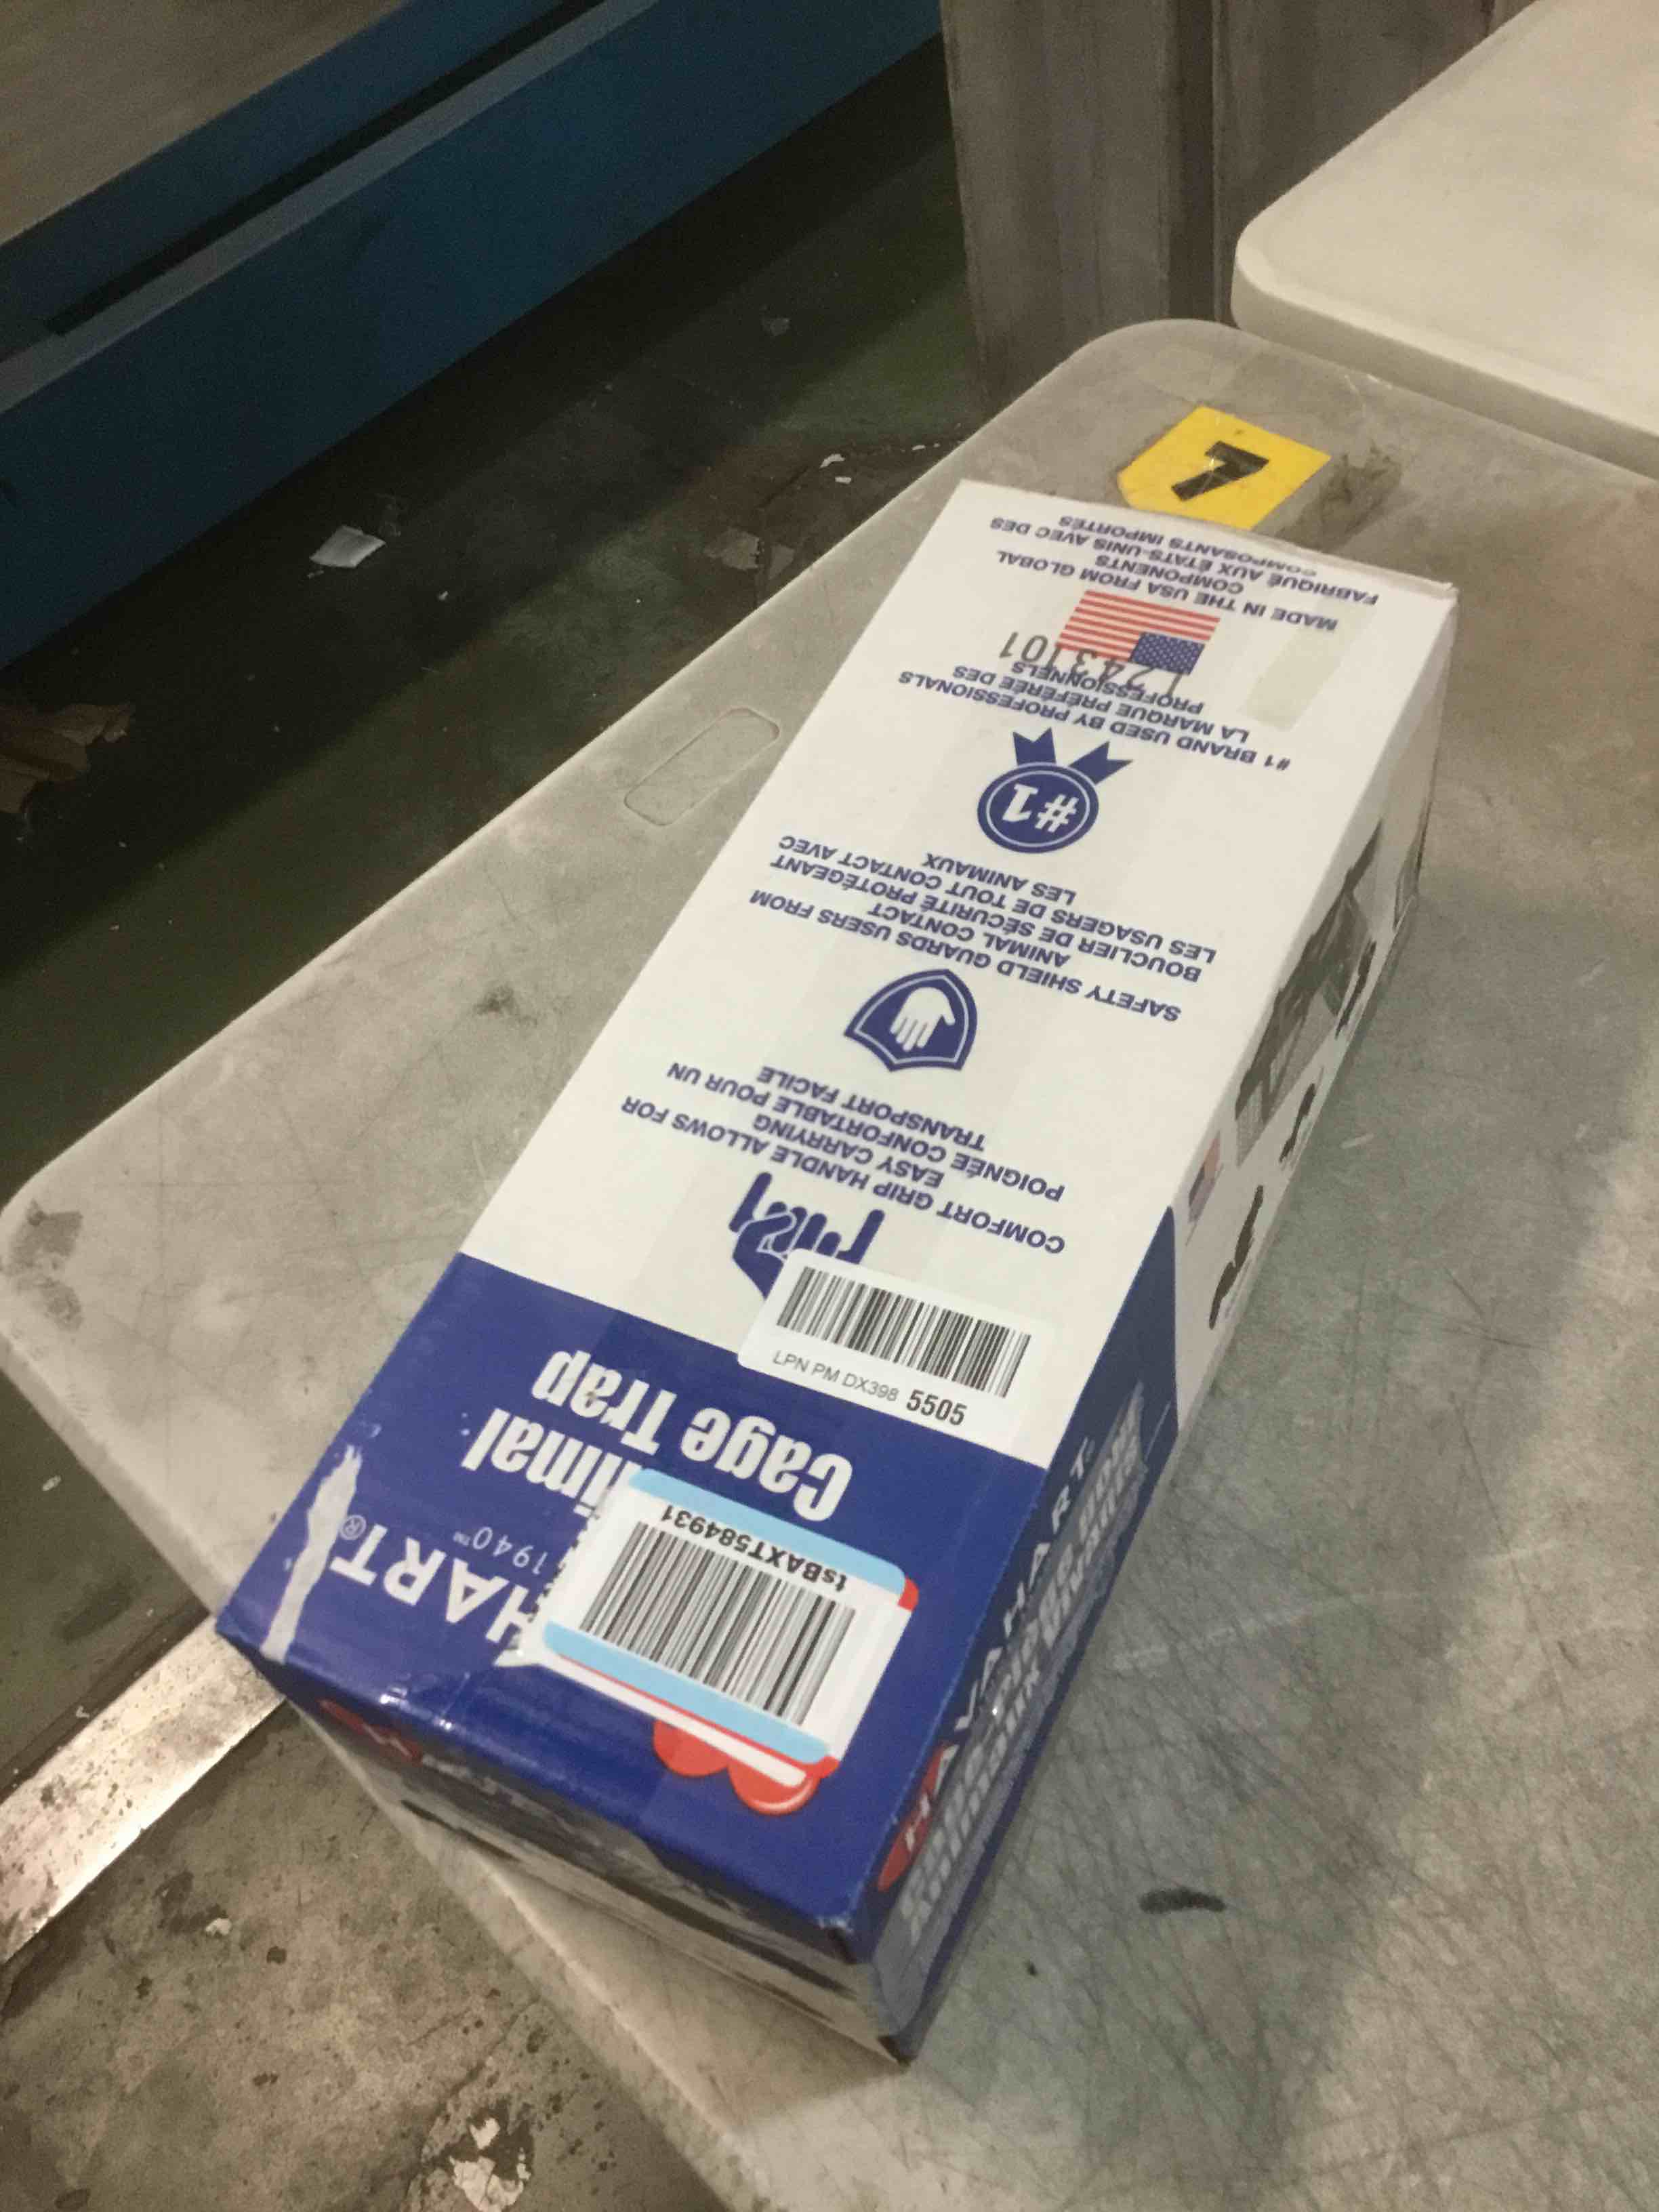 HART®
1940™
imal
Cage Trap
tsBAXT584931
LPN PM DX398 5505
COMFORT GRIP HANDLE ALLOWS FOR
EASY CARRYING
POIGNÉE CONFORTABLE POUR UN
TRANSPORT FACILE
SAFETY SHIELD GUARDS USERS FROM
ANIMAL CONTACT
BOUCLIER DE SÉCURITÉ PROTÉGEANT
LES USAGERS DE TOUT CONTACT AVEC
LES ANIMAUX
#1
#1 BRAND USED BY PROFESSIONALS
LA MARQUE PRÉFÉRÉE DES
PROFESSIONNELS
1243101
MADE IN THE USA FROM GLOBAL
COMPONENTS
FABRIQUÉ AUX ÉTATS-UNIS AVEC DES
COMPOSANTS IMPORTÉS
7
HAVAHART